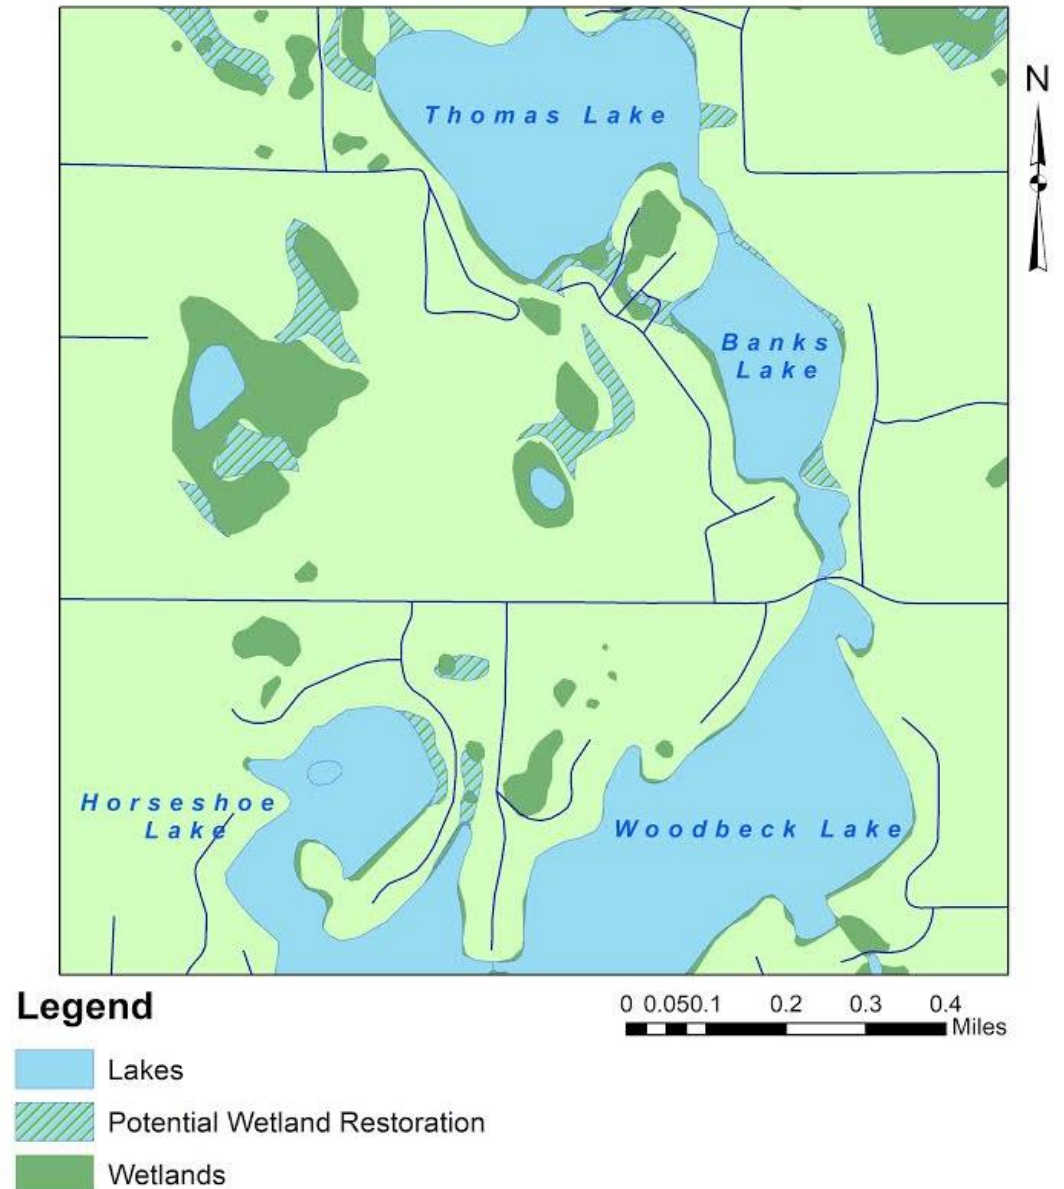 N
Thomas Lake
Banks
Lake
Horseshoe
Lake
Woodbeck Lake
Legend
0 0.050.1 0.2 0.3 0.4
Miles
Lakes
Potential Wetland Restoration
Wetlands